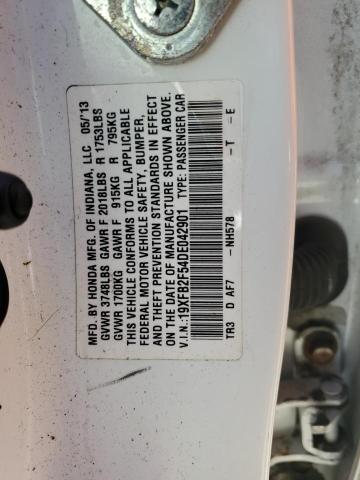 MFD. BY HONDA MFG. OF INDIANA, LLC 05/'13
GVWR 3748LBS GAWR F 2018LBS R 1753LBS
GVWR 1700KG GAWR F 915KG R 795KG
THIS VEHICLE CONFORMS TO ALL APPLICABLE
FEDERAL MOTOR VEHICLE SAFETY, BUMPER,
AND THEFT PREVENTION STANDARDS IN EFFECT
ON THE DATE OF MANUFACTURE SHOWN ABOVE.
V.I.N.:19XFB2F54DE042901 TYPE: PASSENGER CAR
TR3 D AF7 -NH578 -T -E